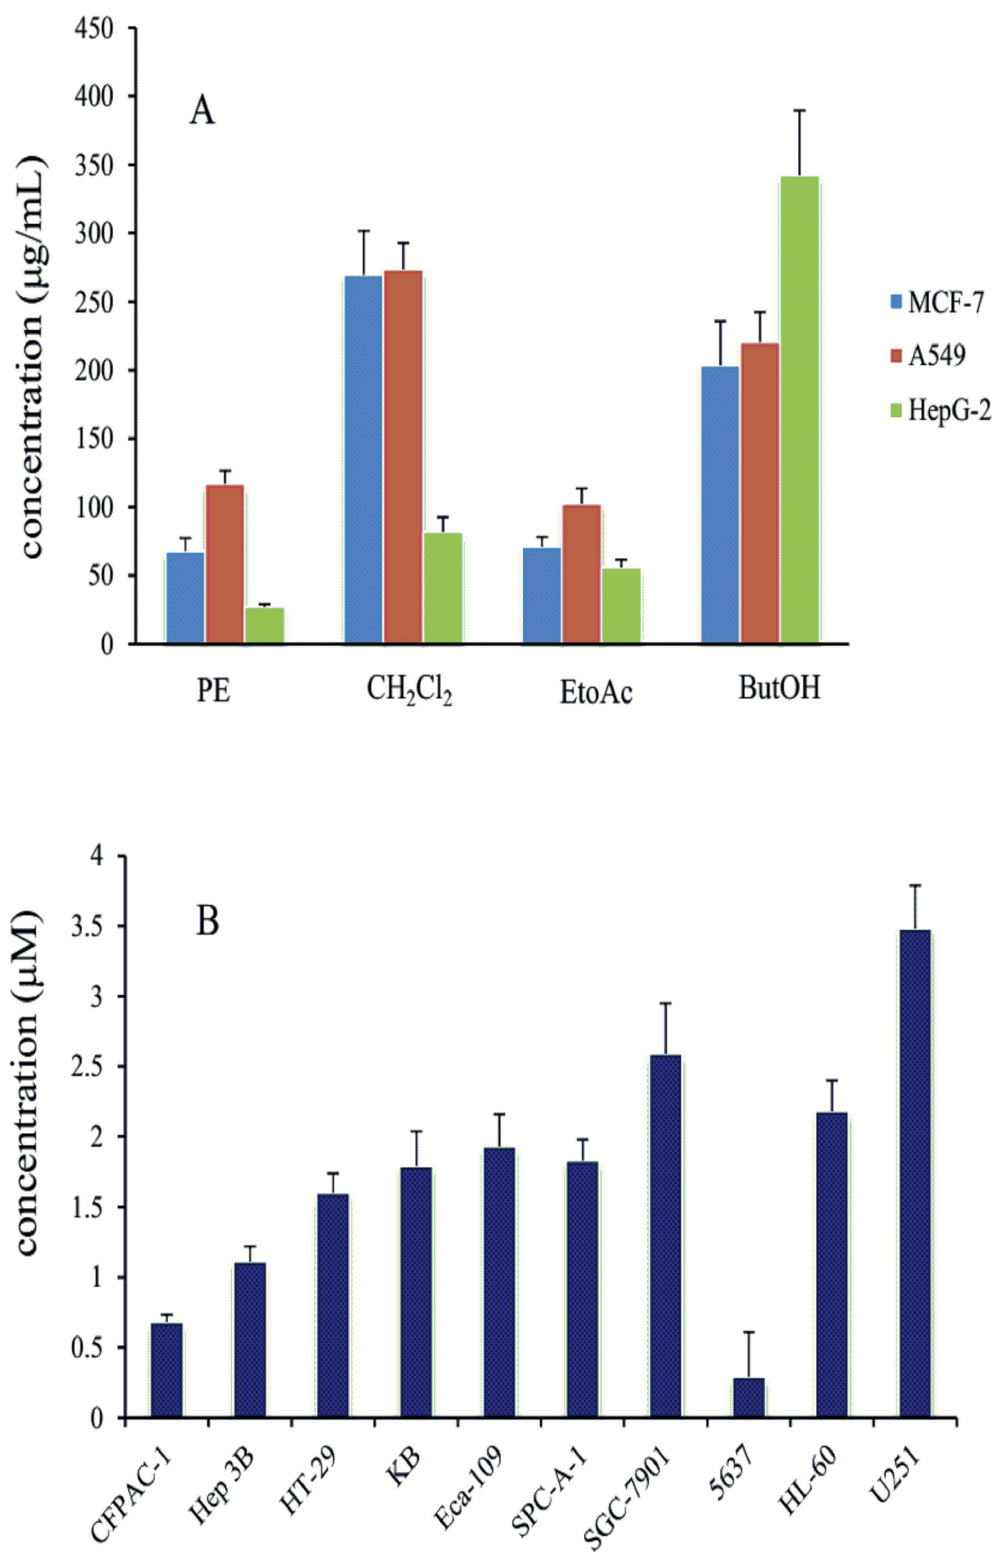 A
concentration (µg/mL)
450
400
350
300
250
200
150
100
50
0
PE
CH₂Cl₂
EtoAc
ButOH
MCF-7
A549
HepG-2
B
concentration (µM)
4
3.5
3
2.5
2
1.5
1
0.5
0
CFPAC-1
Hep 3B
HT-29
KB
Eca-109
SPC-A-1
SGC-7901
5637
HL-60
U251